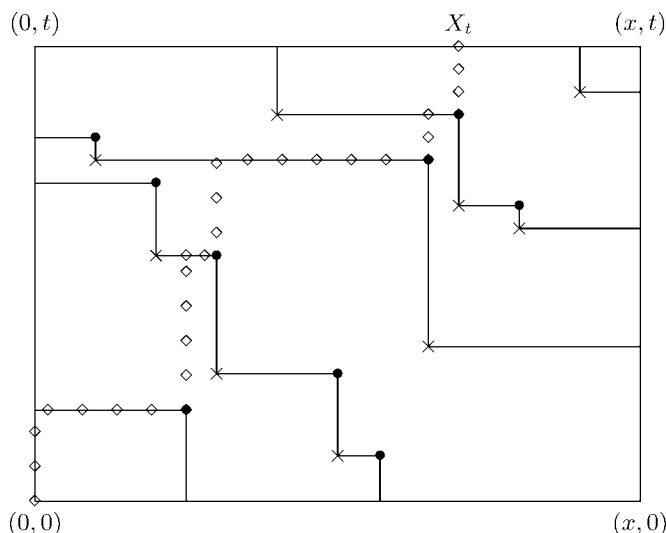 (0, t) X_t (x, t)
(0, 0) (x, 0)